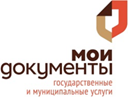 мои
документы
государственные
и муниципальные услуги